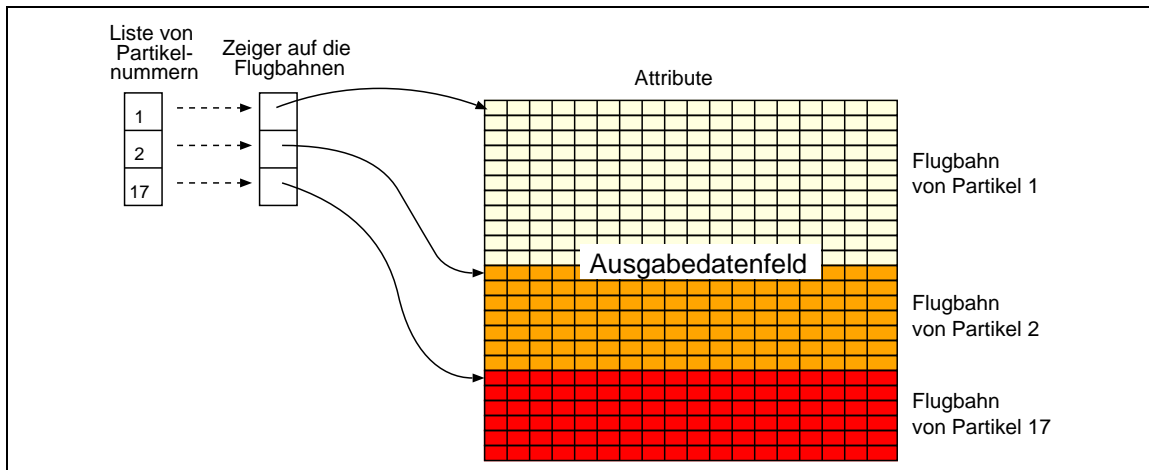 Liste von
Partikel-
nummern
Zeiger auf die
Flugbahnen
Attribute
1
2
17
Flugbahn
von Partikel 1
Ausgabedatenfeld
Flugbahn
von Partikel 2
Flugbahn
von Partikel 17